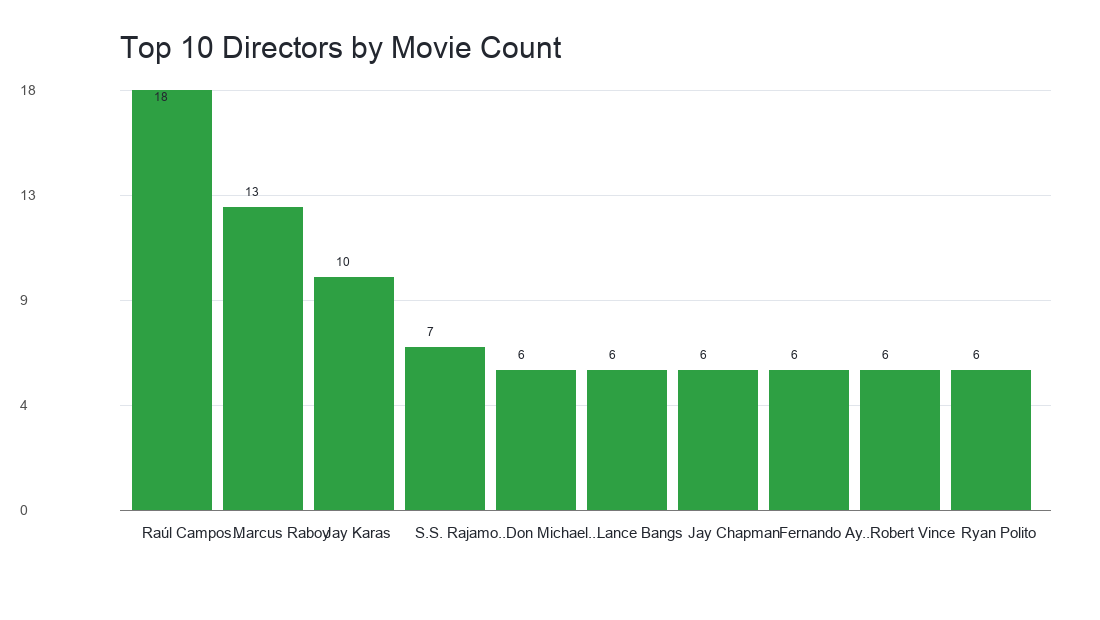 Top 10 Directors by Movie Count
18
18
13
13
10
9
7
6
6
6
6
6
6
4
0
Raúl Campos..
Marcus Raboy
Jay Karas
S.S. Rajamo..
Don Michael..
Lance Bangs
Jay Chapman
Fernando Ay..
Robert Vince
Ryan Polito